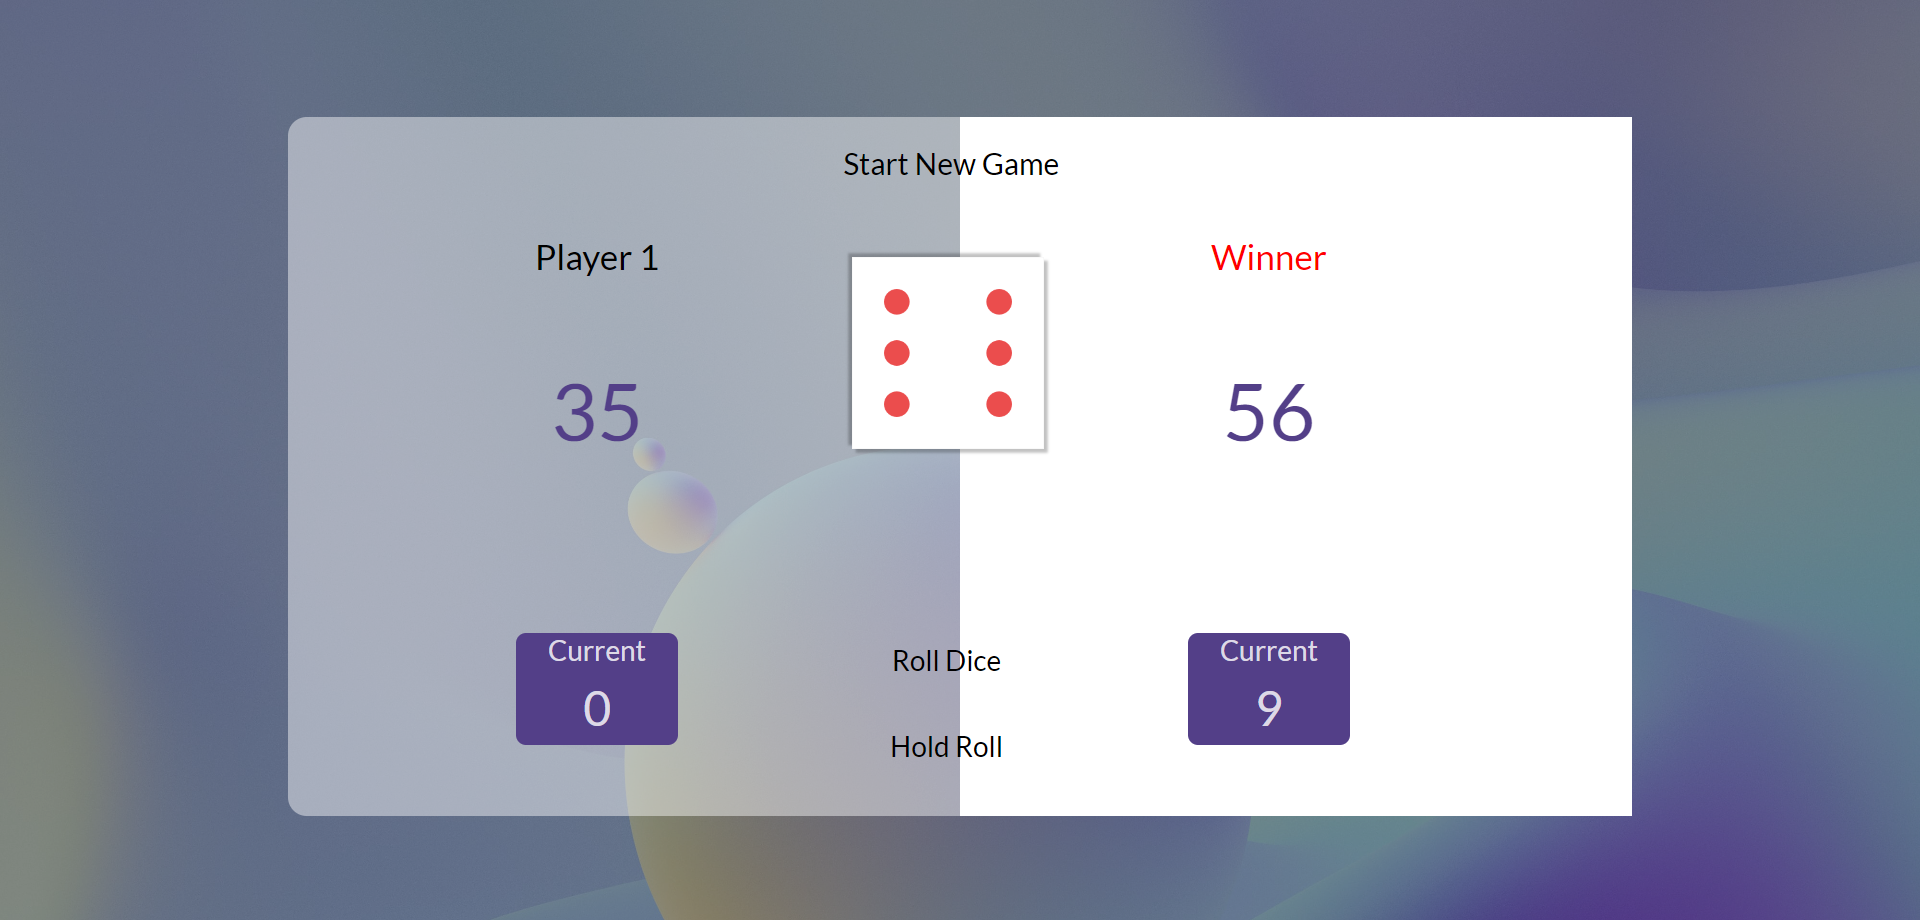 Start New Game
Player 1
Winner
35
56
Current
0
Roll Dice
Hold Roll
Current
9